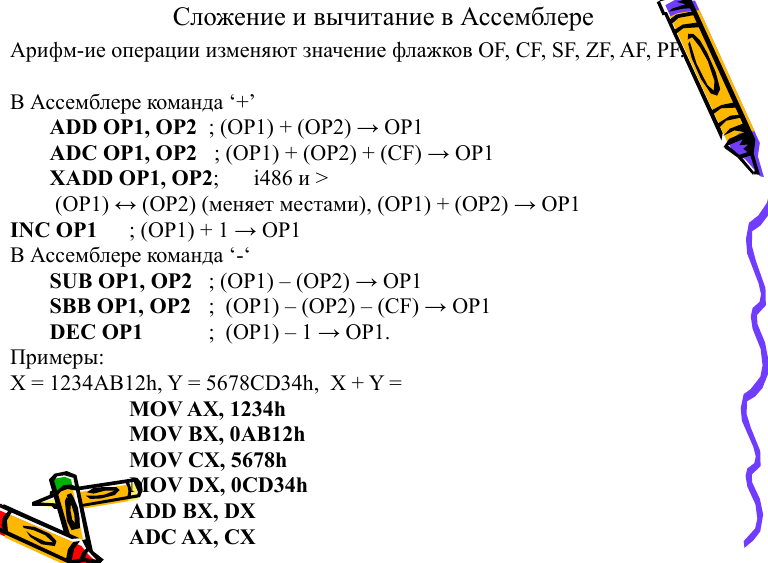 Сложение и вычитание в Ассемблере
Арифм-ие операции изменяют значение флажков OF, CF, SF, ZF, AF, PF.
В Ассемблере команда ‘+’
ADD OP1, OP2 ; (OP1) + (OP2) → OP1
ADC OP1, OP2 ; (OP1) + (OP2) + (CF) → OP1
XADD OP1, OP2; i486 и >
(OP1) ↔ (OP2) (меняет местами), (OP1) + (OP2) → OP1
INC OP1 ; (OP1) + 1 → OP1
В Ассемблере команда ‘-‘
SUB OP1, OP2 ; (OP1) – (OP2) → OP1
SBB OP1, OP2 ; (OP1) – (OP2) – (CF) → OP1
DEC OP1 ; (OP1) – 1 → OP1.
Примеры:
X = 1234AB12h, Y = 5678CD34h, X + Y =
MOV AX, 1234h
MOV BX, 0AB12h
MOV CX, 5678h
MOV DX, 0CD34h
ADD BX, DX
ADC AX, CX